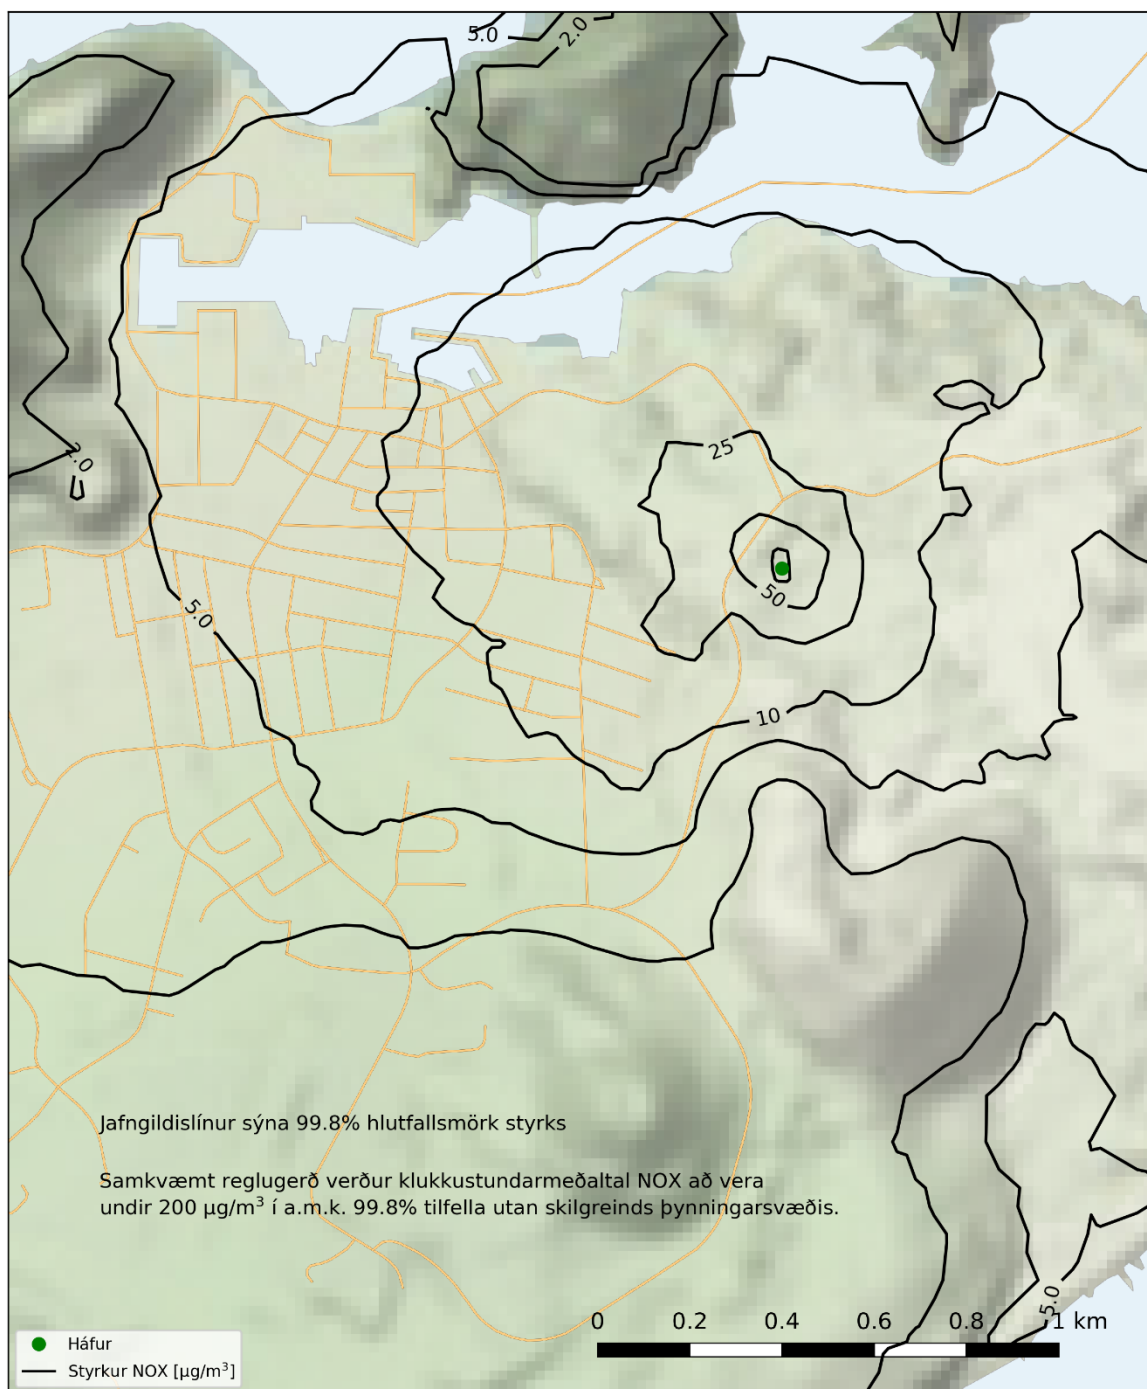 5.0
2.0
25
2.0
50
5.0
10
Jafngildislínur sýna 99.8% hlutfallsmörk styrks
Samkvæmt reglugerð verður klukkustundarmeðaltal NOX að vera
undir 200 µg/m³ í a.m.k. 99.8% tilfella utan skilgreinds þynningarsvæðis.
5.0
0 0.2 0.4 0.6 0.8 1 km
Háfur
Styrkur NOX [µg/m³]